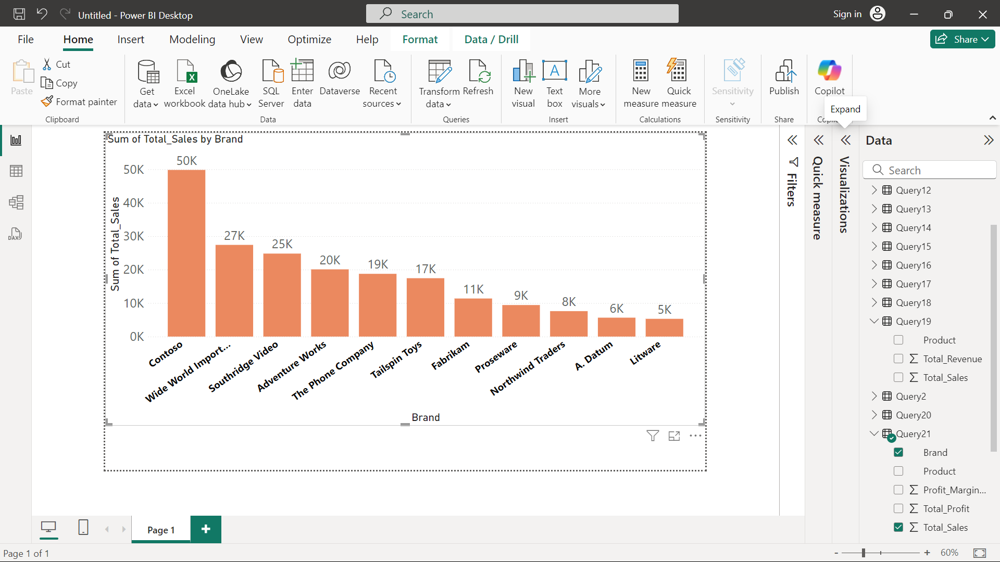 Untitled - Power BI Desktop
Search
Sign in
File
Home
Insert
Modeling
View
Optimize
Help
Format
Data / Drill
Share
Paste
Cut
Copy
Format painter
Clipboard
Get
data
Excel
workbook
OneLake
data hub
SQL
Server
Enter
data
Dataverse
Recent
sources
Data
Transform
data
Refresh
Queries
New
visual
A
Text
box
More
visuals
Insert
New
measure
Quick
measure
Calculations
Sensitivity
Sensitivity
Publish
Share
Copilot
Expand
DAX
Sum of Total_Sales by Brand
Sum of Total_Sales
50K
40K
30K
20K
10K
0K
50K
27K
25K
20K
19K
17K
11K
9K
8K
6K
5K
Contoso
Wide World Import...
Southridge Video
Adventure Works
The Phone Company
Tailspin Toys
Fabrikam
Proseware
Northwind Traders
A. Datum
Litware
Brand
Filters
Quick measure
Visualizations
Data
Search
Query12
Query13
Query14
Query15
Query16
Query17
Query18
Query19
Product
Total_Revenue
Total_Sales
Query2
Query20
Query21
Brand
Product
Profit_Margin...
Total_Profit
Total_Sales
Page 1
Page 1 of 1
60%